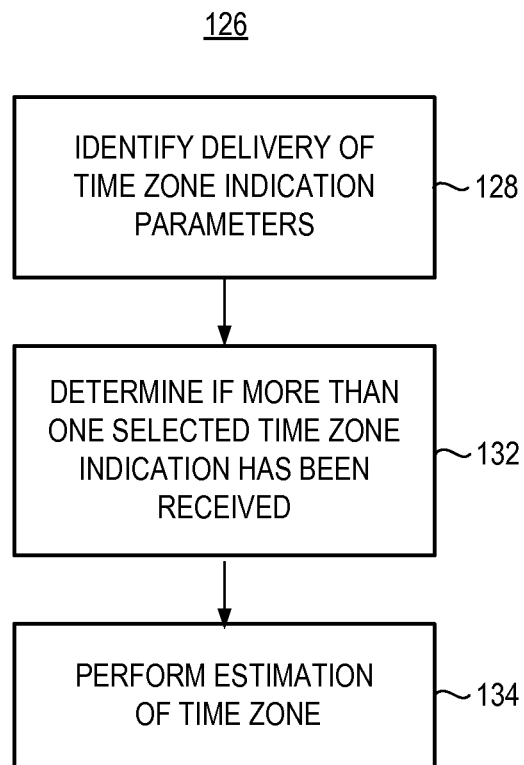 126
IDENTIFY DELIVERY OF
TIME ZONE INDICATION
PARAMETERS
128
DETERMINE IF MORE THAN
ONE SELECTED TIME ZONE
INDICATION HAS BEEN
RECEIVED
132
PERFORM ESTIMATION
OF TIME ZONE
134